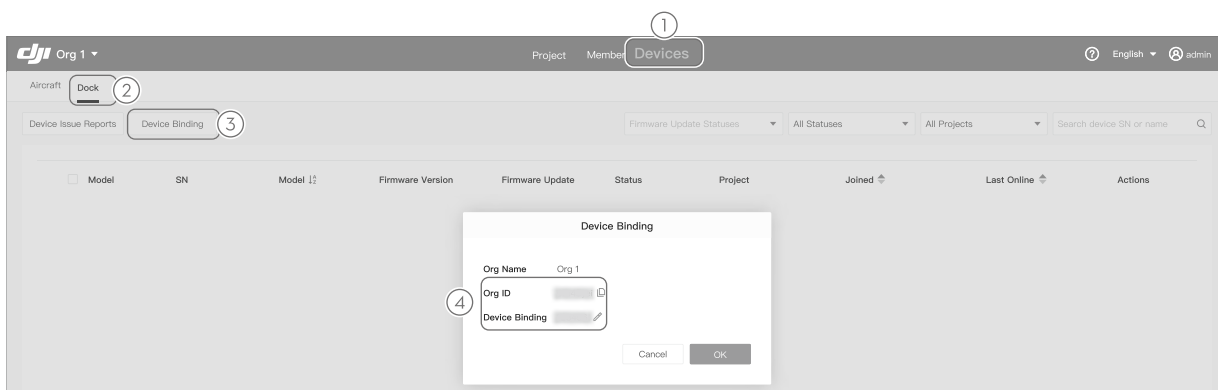 1
dji Org 1 Project Member Devices English admin
Aircraft Dock 2
Device Issue Reports Device Binding 3 Firmware Update Statuses All Statuses All Projects Search device SN or name
Model SN Model Firmware Version Firmware Update Status Project Joined Last Online Actions
Device Binding
Org Name Org 1
Org ID
4
Device Binding
Cancel OK